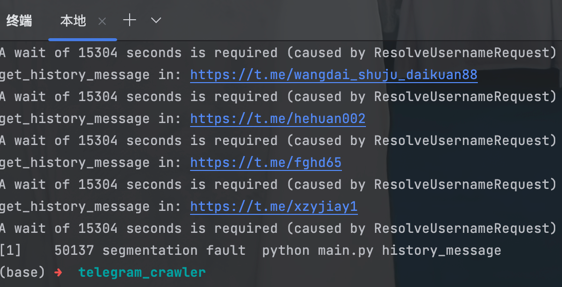 终端 本地 × + ∨
A wait of 15304 seconds is required (caused by ResolveUsernameRequest)
get_history_message in: https://t.me/wangdai_shuju_daikuan88
A wait of 15304 seconds is required (caused by ResolveUsernameRequest)
get_history_message in: https://t.me/hehuan002
A wait of 15304 seconds is required (caused by ResolveUsernameRequest)
get_history_message in: https://t.me/fghd65
A wait of 15304 seconds is required (caused by ResolveUsernameRequest)
get_history_message in: https://t.me/xzyjiay1
A wait of 15304 seconds is required (caused by ResolveUsernameRequest)
[1] 50137 segmentation fault python main.py history_message
(base) → telegram_crawler